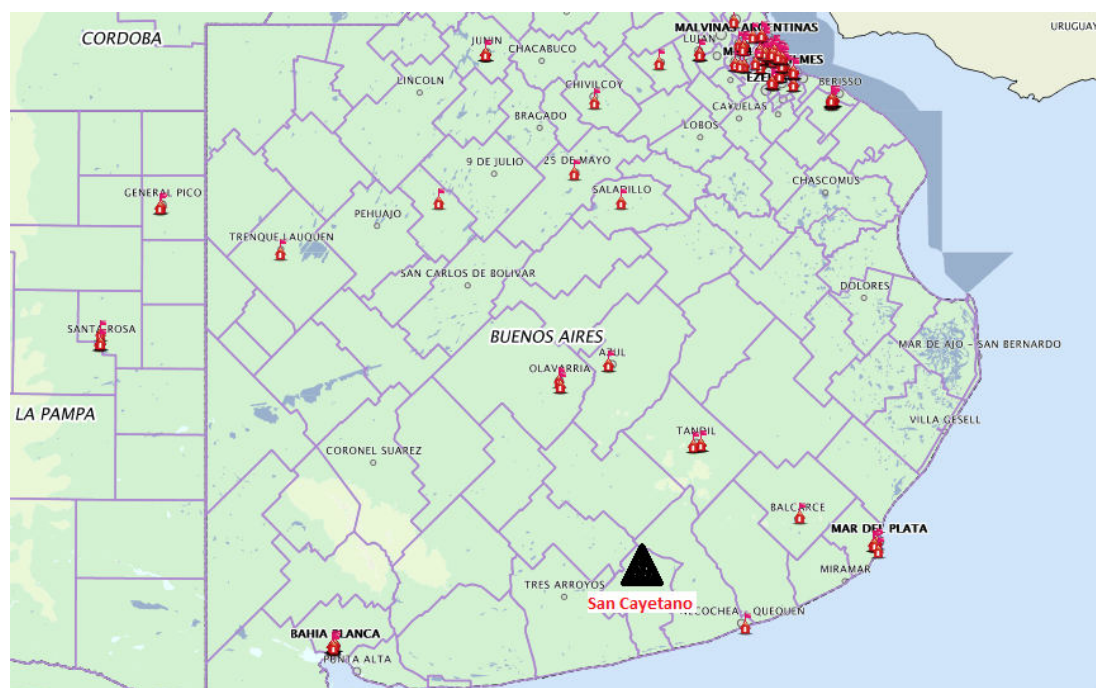 MALVINAS ARGENTINAS
URUGUAY
CORDOBA
JUNIN
CHACABUCO
LUJAN
LINCOLN
CHIVILCOY
BERISSO
BRAGADO
CAÑUELAS
LOBOS
9 DE JULIO
25 DE MAYO
GENERAL PICO
SALADILLO
CHASCOMUS
PEHUAJO
TRENQUE LAUQUEN
SAN CARLOS DE BOLIVAR
DOLORES
SANTA ROSA
BUENOS AIRES
MAR DE AJO - SAN BERNARDO
AZUL
OLAVARRIA
LA PAMPA
VILLA GESELL
TANDIL
CORONEL SUAREZ
BALCARCE
MAR DEL PLATA
MIRAMAR
TRES ARROYOS
San Cayetano
NECOCHEA - QUEQUEN
BAHIA BLANCA
PUNTA ALTA